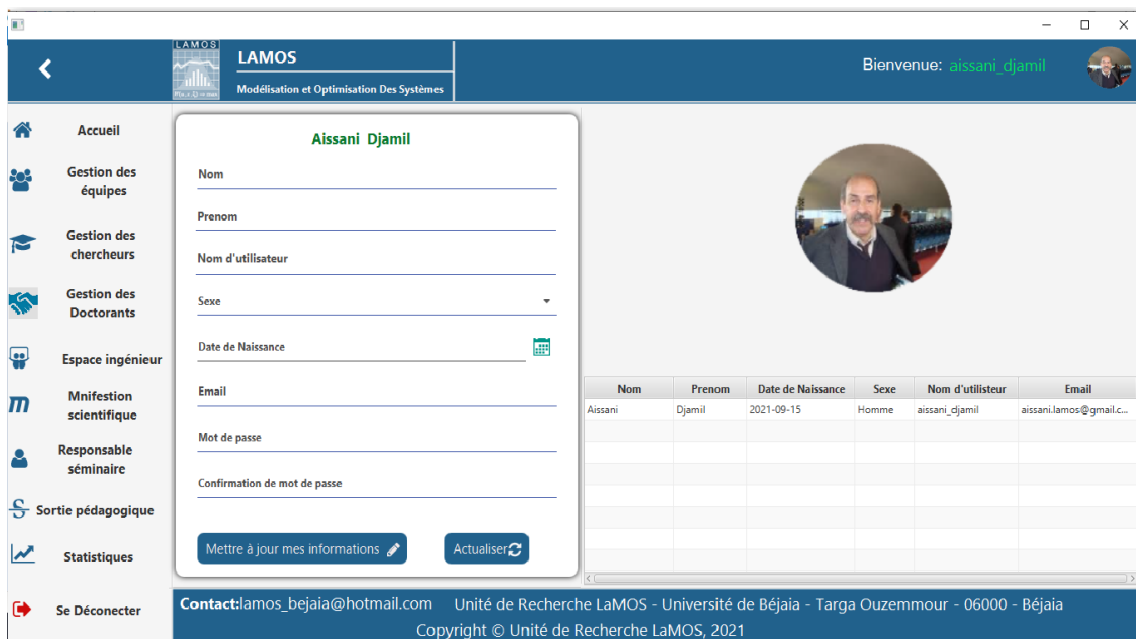 LAMOS
LAMOS
Modélisation et Optimisation Des Systèmes
Bienvenue: aissani_djamil
Accueil
Gestion des
équipes
Gestion des
chercheurs
Gestion des
Doctorants
Espace ingénieur
Mnifestion
scientifique
Responsable
séminaire
Sortie pédagogique
Statistiques
Se Déconecter
Aissani Djamil
Nom
Prenom
Nom d'utilisateur
Sexe
Date de Naissance
Email
Mot de passe
Confirmation de mot de passe
Mettre à jour mes informations
Actualiser
Nom Prenom Date de Naissance Sexe Nom d'utilisteur Email
Aissani Djamil 2021-09-15 Homme aissani_djamil aissani.lamos@gmail.c...
Contact:lamos_bejaia@hotmail.com Unité de Recherche LaMOS - Université de Béjaia - Targa Ouzemmour - 06000 - Béjaia
Copyright © Unité de Recherche LaMOS, 2021